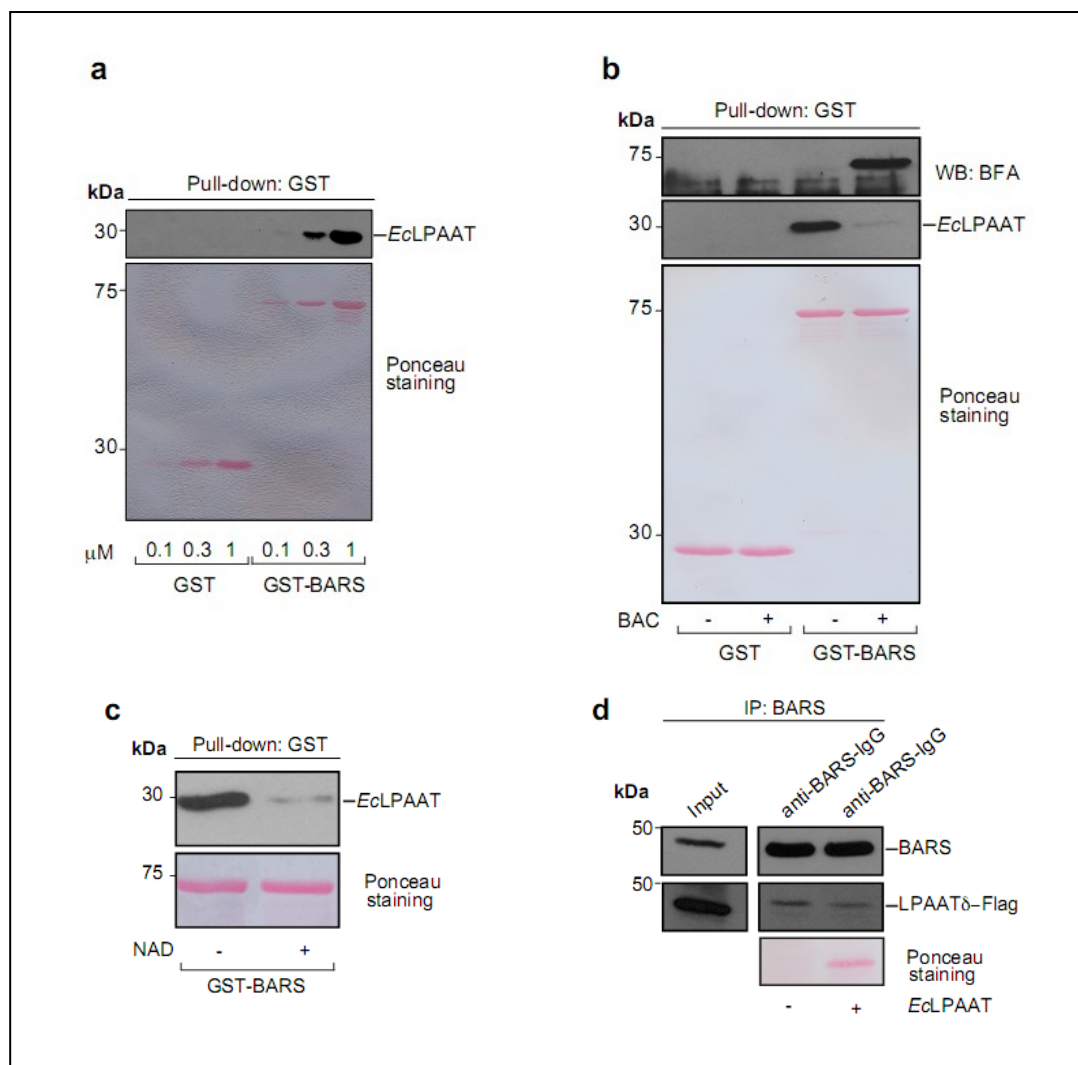 a
Pull-down: GST
kDa
30
EcLPAAT
75
Ponceau
staining
30
µM 0.1 0.3 1 0.1 0.3 1
GST GST-BARS
b
Pull-down: GST
kDa
75
WB: BFA
30
EcLPAAT
75
Ponceau
staining
30
BAC - + - +
GST GST-BARS
c
Pull-down: GST
kDa
30
EcLPAAT
75
Ponceau
staining
NAD - +
GST-BARS
d
IP: BARS
kDa
Input anti-BARS-IgG anti-BARS-IgG
50
BARS
50
LPAATδ–Flag
Ponceau
staining
- + EcLPAAT